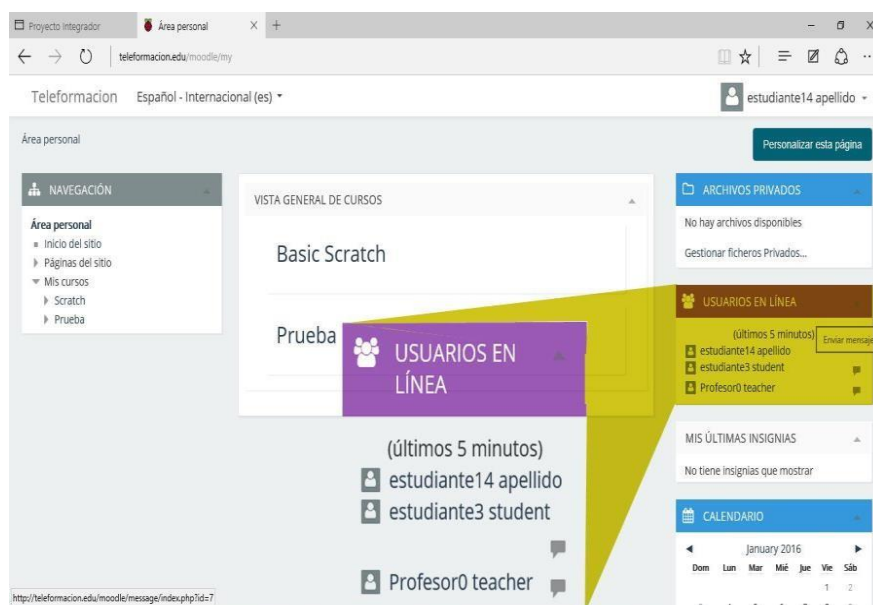 Proyecto Integrador
Área personal
teleformacion.edu/moodle/my
Teleformacion Español - Internacional (es)
estudiante14 apellido
Área personal
Personalizar esta página
NAVEGACIÓN
Área personal
Inicio del sitio
Páginas del sitio
Mis cursos
Scratch
Prueba
VISTA GENERAL DE CURSOS
Basic Scratch
Prueba
USUARIOS EN
LÍNEA
(últimos 5 minutos)
estudiante14 apellido
estudiante3 student
Profesor0 teacher
ARCHIVOS PRIVADOS
No hay archivos disponibles
Gestionar ficheros Privados...
USUARIOS EN LÍNEA
(últimos 5 minutos)
Enviar mensaje
estudiante14 apellido
estudiante3 student
Profesor0 teacher
MIS ÚLTIMAS INSIGNIAS
No tiene insignias que mostrar
CALENDARIO
January 2016
Dom Lun Mar Mié Jue Vie Sáb
1 2
http://teleformacion.edu/moodle/message/index.php?id=7